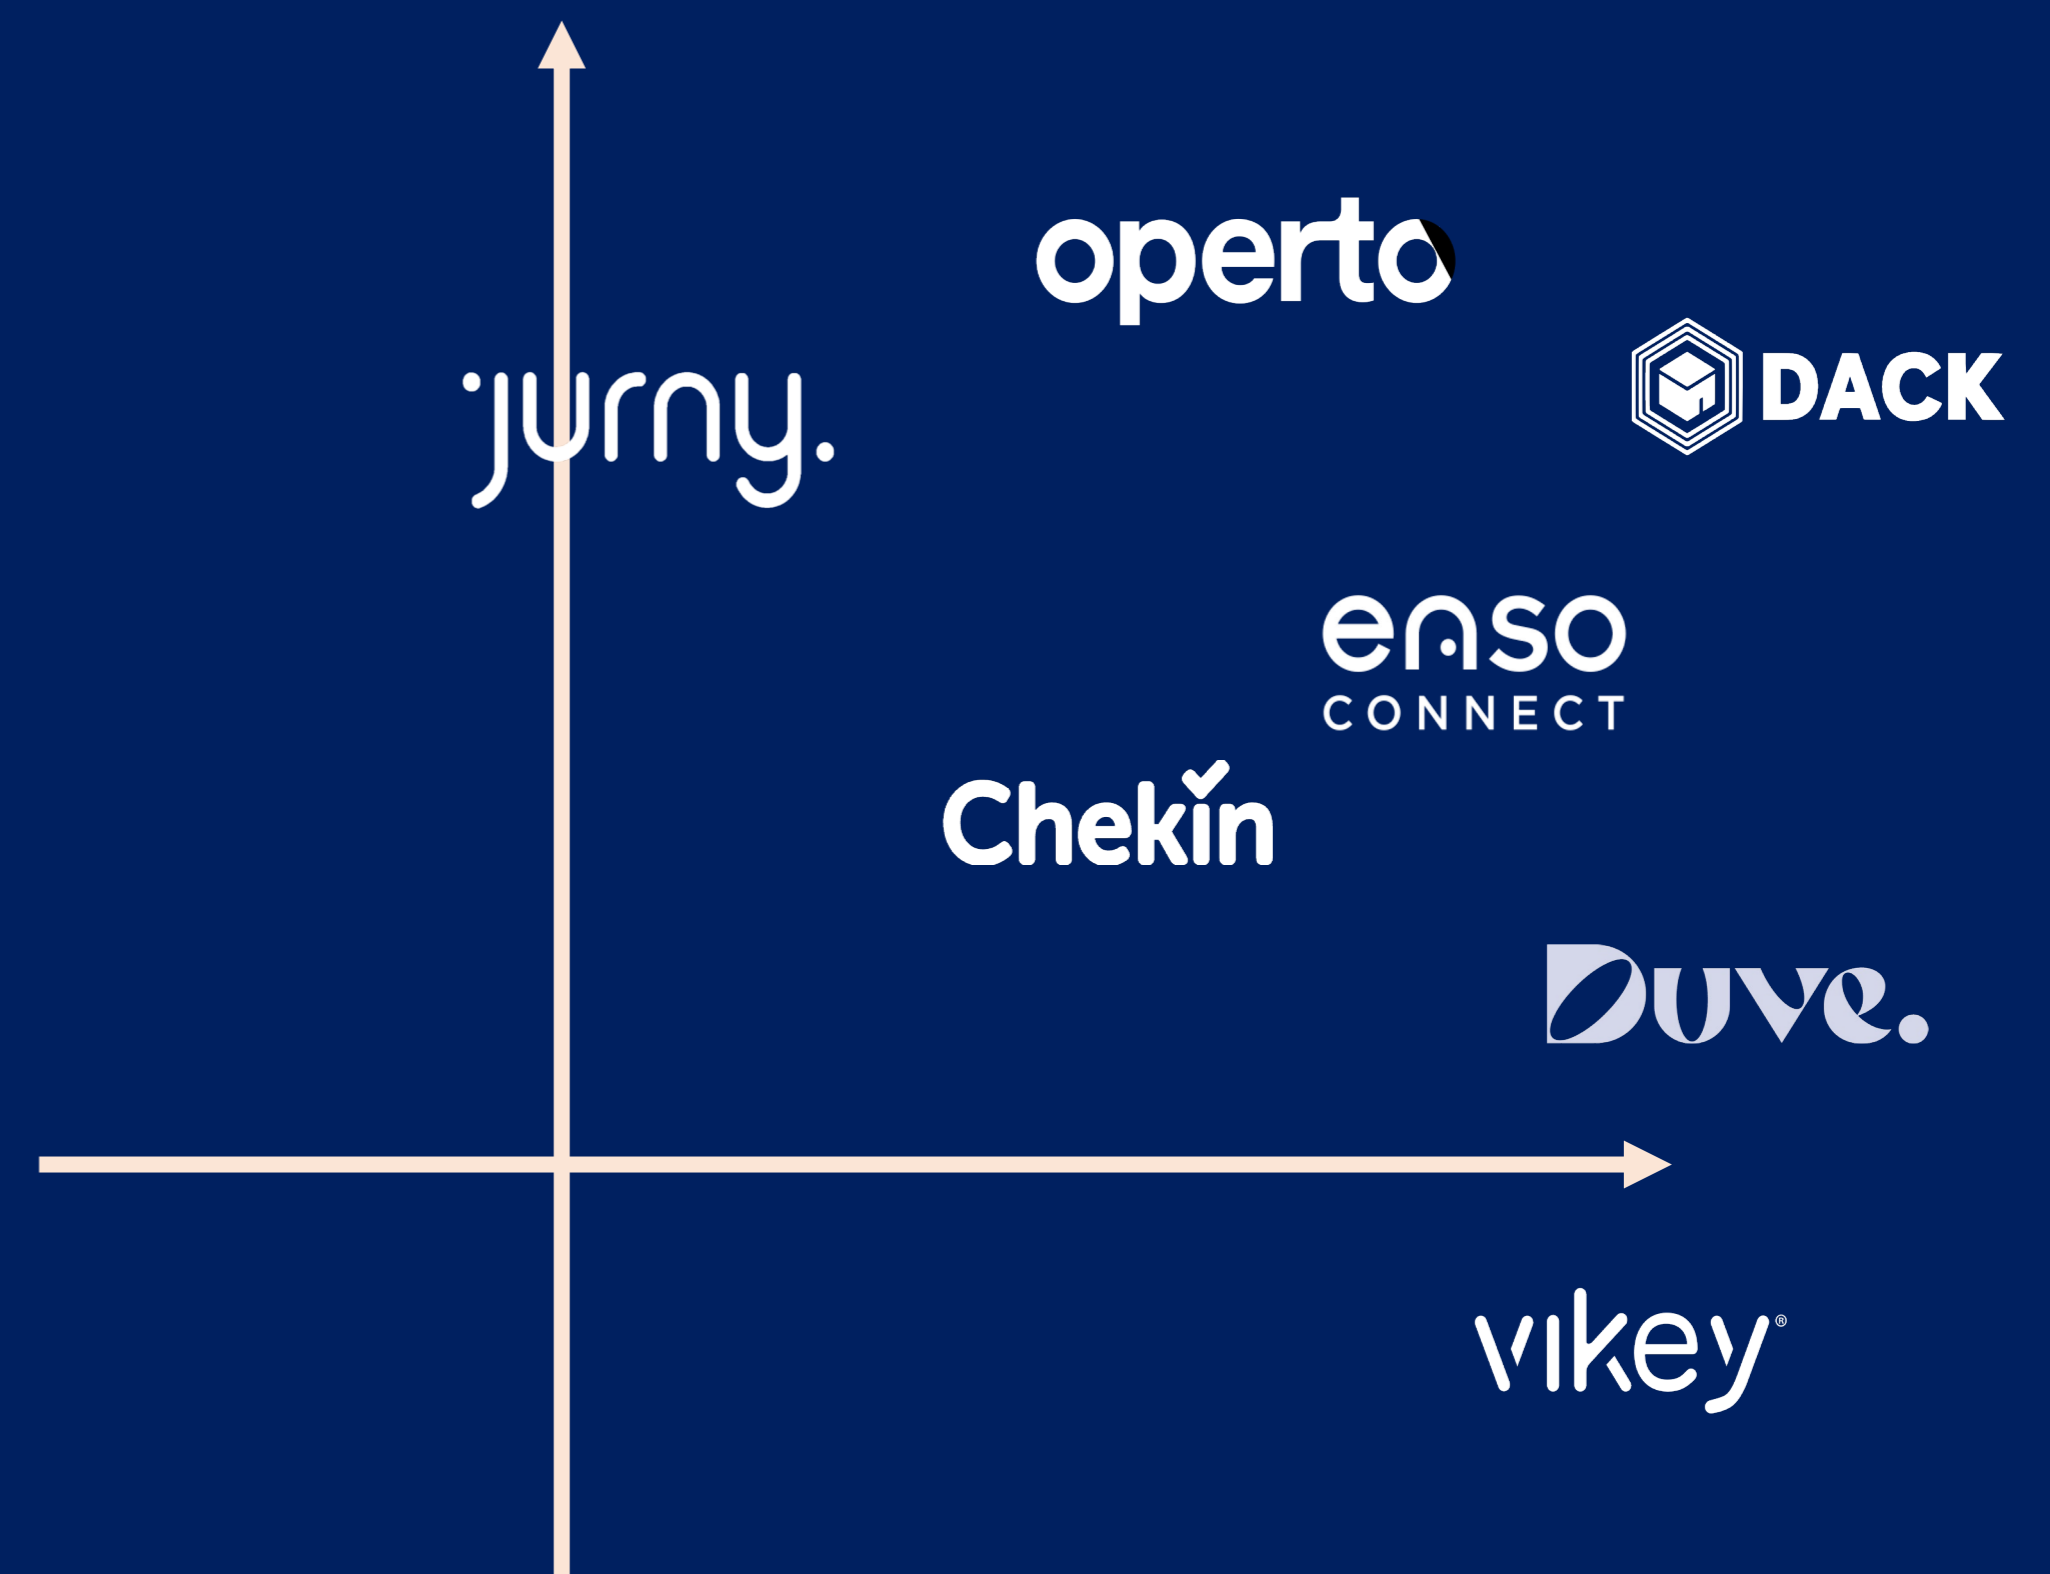 operto
DACK
jurny.
enso
CONNECT
Chekin
Duve.
vikey®